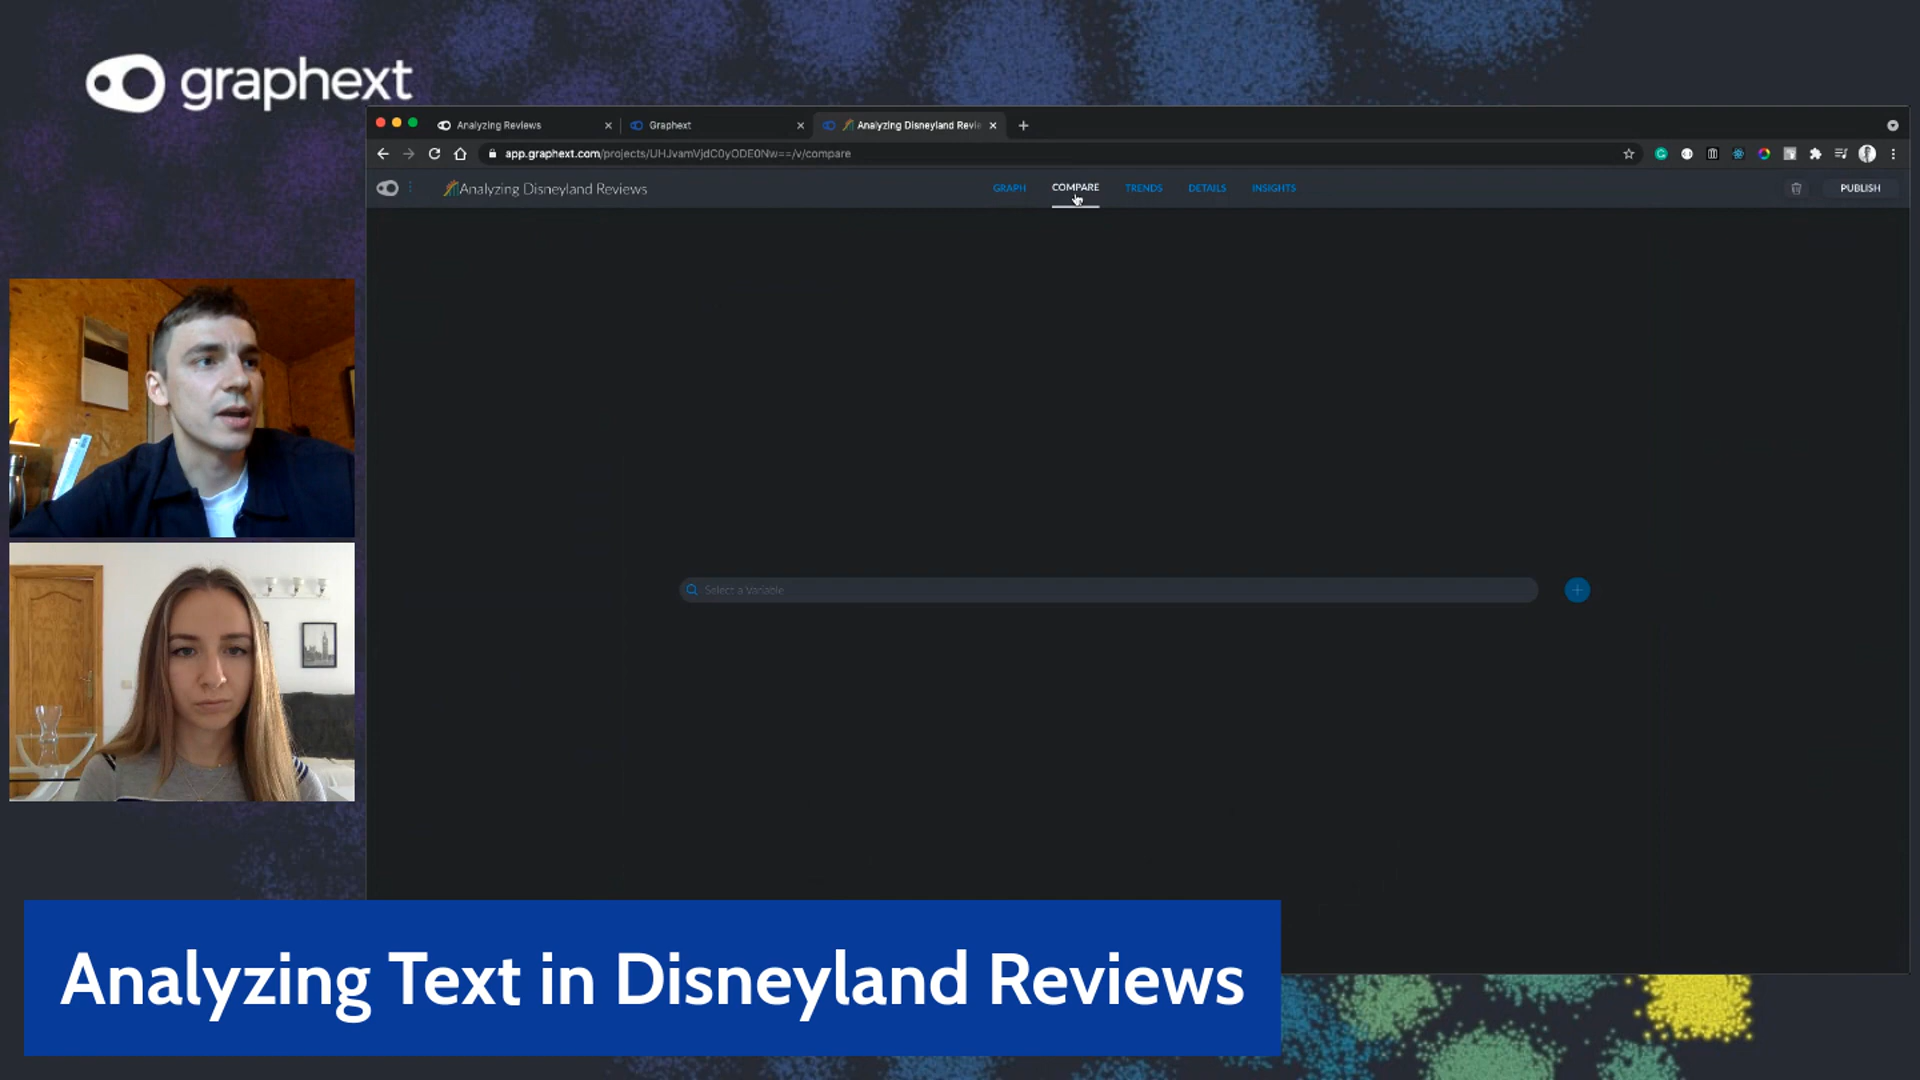 graphext
Analyzing Reviews
Graphext
Analyzing Disneyland Revie
app.graphext.com/projects/UHJvamVjdC0yODE0Nw==/v/compare
Analyzing Disneyland Reviews
GRAPH
COMPARE
TRENDS
DETAILS
INSIGHTS
PUBLISH
Select a Variable
Analyzing Text in Disneyland Reviews